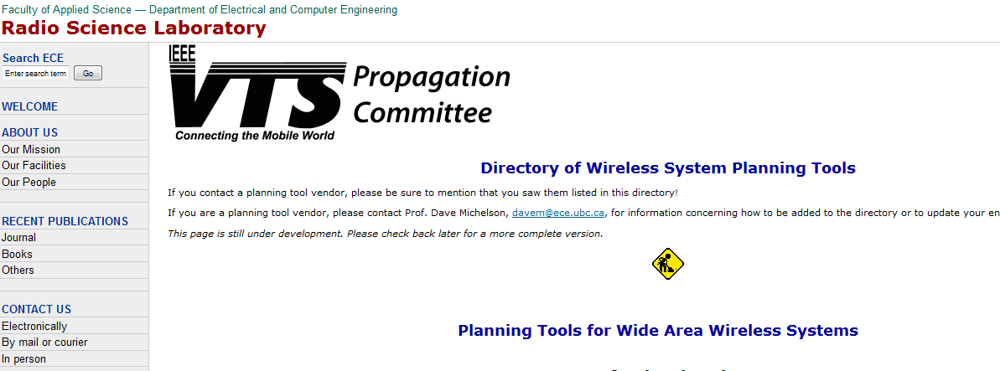 Faculty of Applied Science — Department of Electrical and Computer Engineering
Radio Science Laboratory
Search ECE
Enter search term Go
WELCOME
ABOUT US
Our Mission
Our Facilities
Our People
RECENT PUBLICATIONS
Journal
Books
Others
CONTACT US
Electronically
By mail or courier
In person
IEEE
VTS
Connecting the Mobile World
Propagation
Committee
Directory of Wireless System Planning Tools
If you contact a planning tool vendor, please be sure to mention that you saw them listed in this directory!
If you are a planning tool vendor, please contact Prof. Dave Michelson, davem@ece.ubc.ca, for information concerning how to be added to the directory or to update your en
This page is still under development. Please check back later for a more complete version.
Planning Tools for Wide Area Wireless Systems